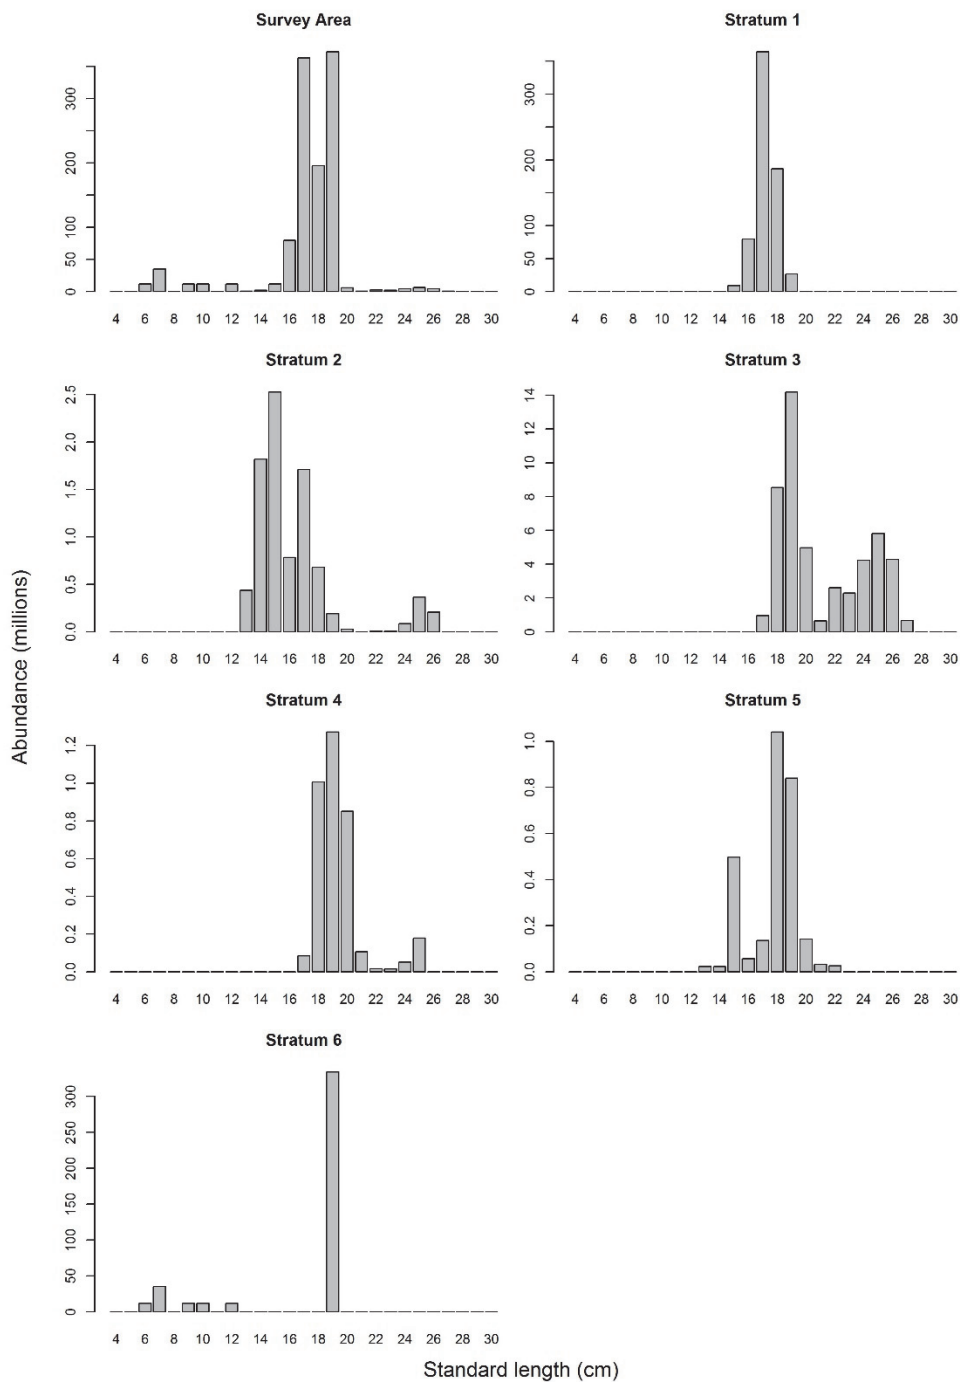 Survey Area
Stratum 1
300
200
100
50
0
4 6 8 10 12 14 16 18 20 22 24 26 28 30
300
200
100
50
0
4 6 8 10 12 14 16 18 20 22 24 26 28 30
Stratum 2
Stratum 3
2.5
2.0
1.5
1.0
0.5
0.0
4 6 8 10 12 14 16 18 20 22 24 26 28 30
14
12
10
8
6
4
2
0
4 6 8 10 12 14 16 18 20 22 24 26 28 30
Abundance (millions)
Stratum 4
Stratum 5
1.2
1.0
0.8
0.6
0.4
0.2
0.0
4 6 8 10 12 14 16 18 20 22 24 26 28 30
1.0
0.8
0.6
0.4
0.2
0.0
4 6 8 10 12 14 16 18 20 22 24 26 28 30
Stratum 6
300
250
200
150
100
50
0
4 6 8 10 12 14 16 18 20 22 24 26 28 30
Standard length (cm)